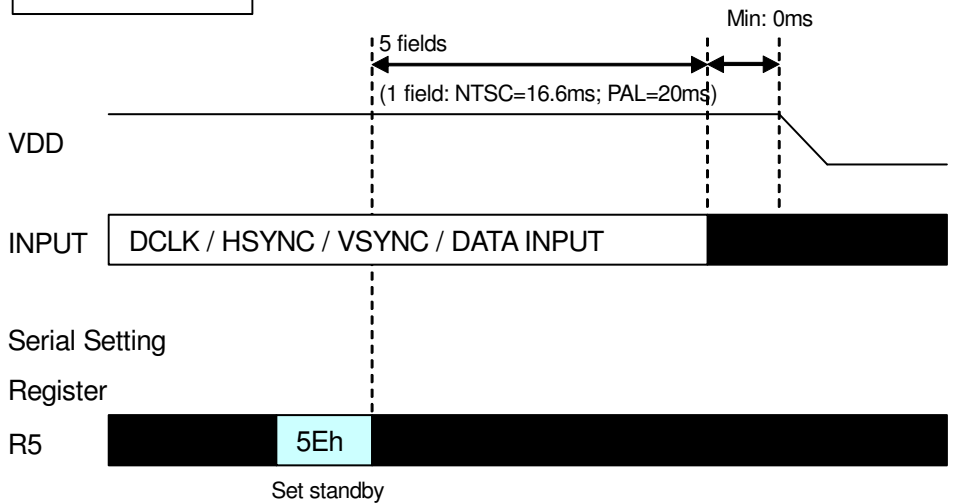 Min: 0ms
5 fields
(1 field: NTSC=16.6ms; PAL=20ms)
VDD
INPUT
DCLK / HSYNC / VSYNC / DATA INPUT
Serial Setting
Register
R5
5Eh
Set standby